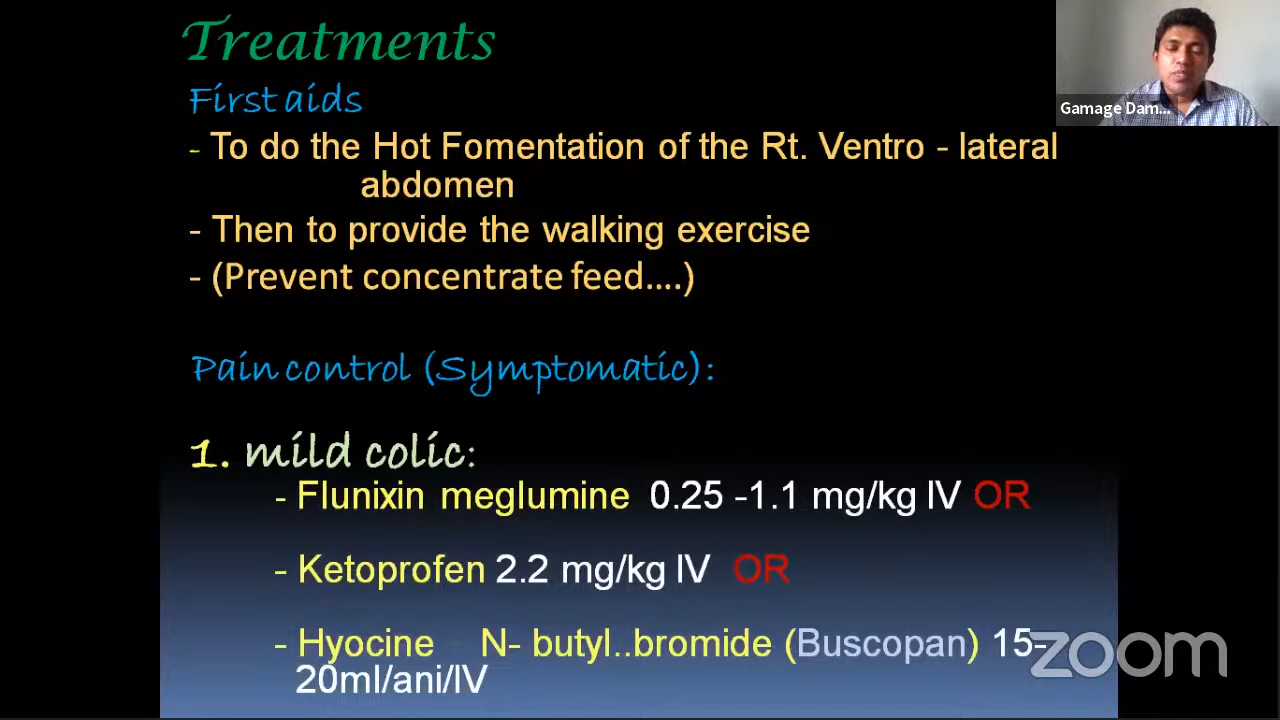 Treatments
First aids
- To do the Hot Fomentation of the Rt. Ventro - lateral
abdomen
- Then to provide the walking exercise
- (Prevent concentrate feed....)
Pain control (Symptomatic):
1. mild colic:
- Flunixin meglumine 0.25 -1.1 mg/kg IV OR
- Ketoprofen 2.2 mg/kg IV OR
- Hyocine N- butyl..bromide (Buscopan) 15-
20ml/ani/IV
Gamage Dam...
zoom